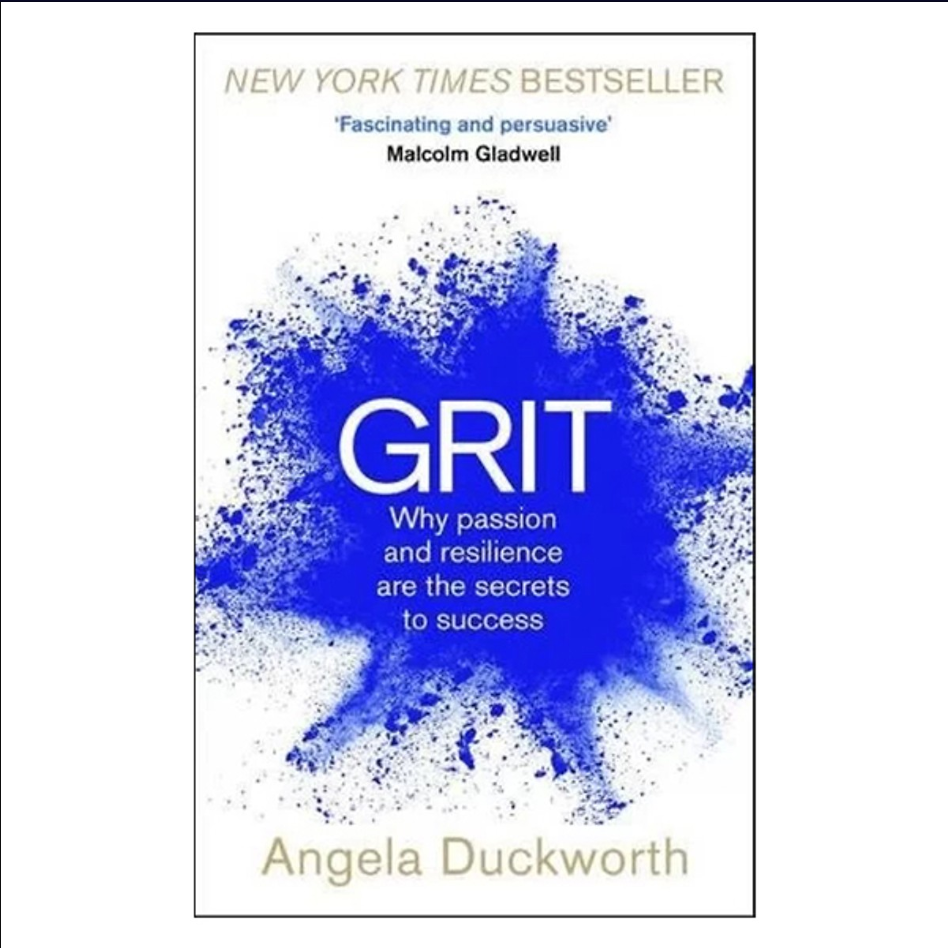 NEW YORK TIMES BESTSELLER
'Fascinating and persuasive'
Malcolm Gladwell
GRIT
Why passion
and resilience
are the secrets
to success
Angela Duckworth